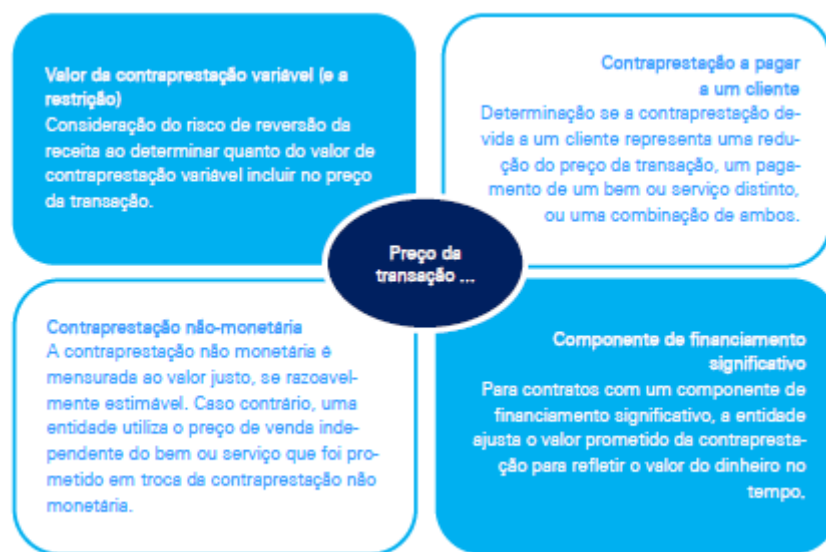 Valor da contraprestação variável (e a
restrição)
Consideração do risco de reversão da
receita ao determinar quanto do valor de
contraprestação variável incluir no preço
da transação.
Contraprestação a pagar
a um cliente
Determinação se a contraprestação de-
vida a um cliente representa uma redu-
ção do preço da transação, um paga-
mento de um bem ou serviço distinto,
ou uma combinação de ambos.
Preço da
transação ...
Contraprestação não-monetária
A contraprestação não monetária é
mensurada ao valor justo, se razoavel-
mente estimável. Caso contrário, uma
entidade utiliza o preço de venda inde-
pendente do bem ou serviço que foi pro-
metido em troca da contraprestação não
monetária.
Componente de financiamento
significativo
Para contratos com um componente de
financiamento significativo, a entidade
ajusta o valor prometido da contrapresta-
ção para refletir o valor do dinheiro no
tempo.